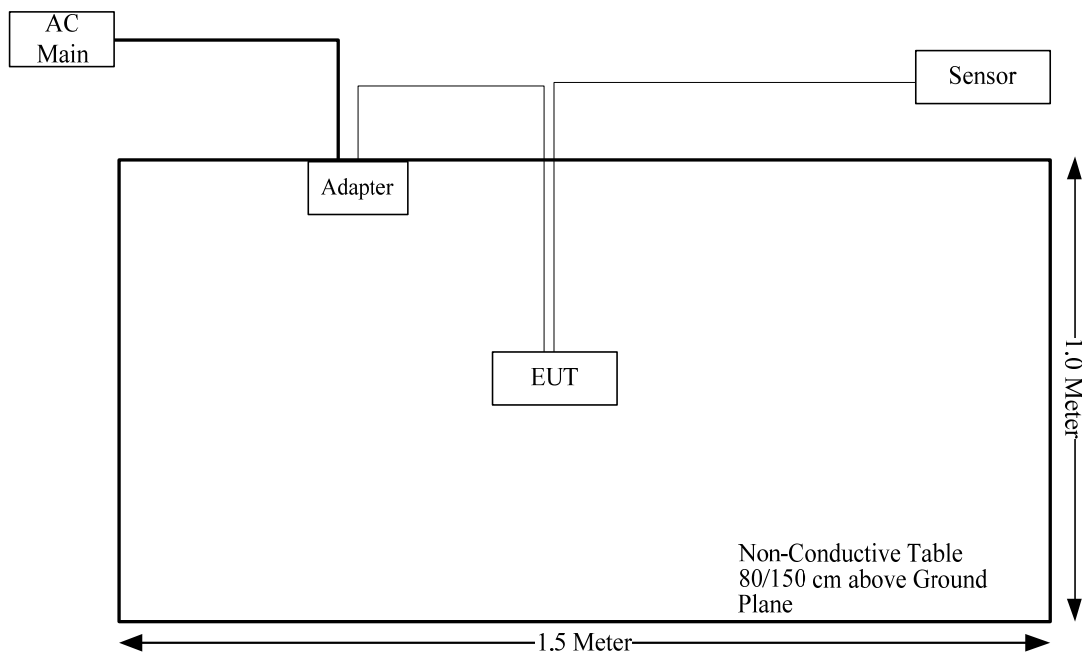 AC
Main
Sensor
Adapter
EUT
1.0 Meter
Non-Conductive Table
80/150 cm above Ground
Plane
1.5 Meter